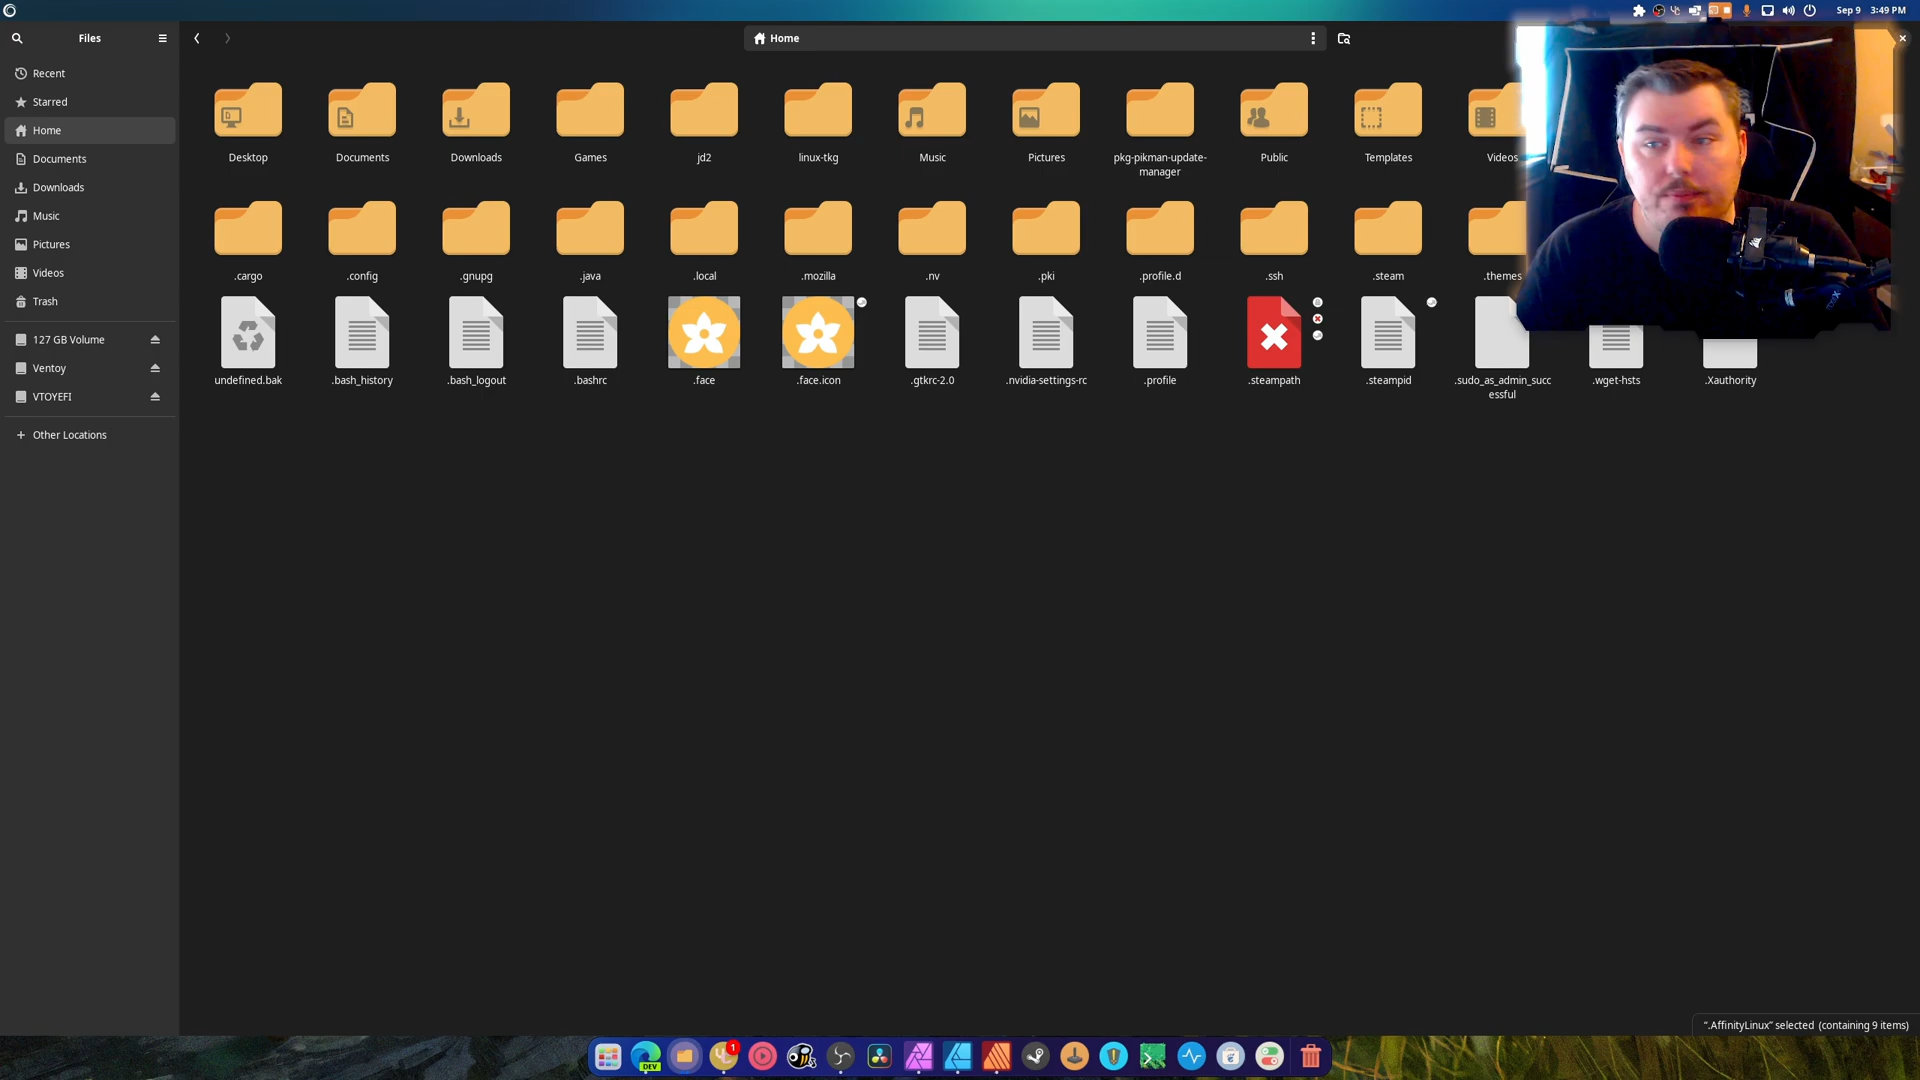 Sep 9 3:49 PM
Files
Home
Recent
Starred
Home
Documents
Downloads
Music
Pictures
Videos
Trash
127 GB Volume
Ventoy
VTOYEFI
Other Locations
Desktop
Documents
Downloads
Games
jd2
linux-tkg
Music
Pictures
pkg-pikman-update-
manager
Public
Templates
Videos
.cargo
.config
.gnupg
.java
.local
.mozilla
.nv
.pki
.profile.d
.ssh
.steam
.themes
undefined.bak
.bash_history
.bash_logout
.bashrc
.face
.face.icon
.gtkrc-2.0
.nvidia-settings-rc
.profile
.steampath
.steampid
.sudo_as_admin_succ
essful
.wget-hsts
.Xauthority
".AffinityLinux" selected (containing 9 items)
DEV
1